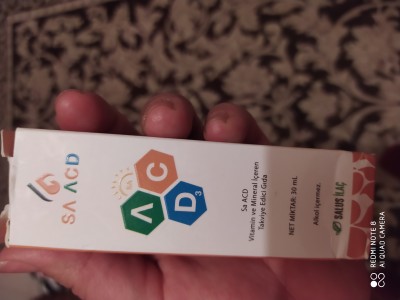 SA ACD
A
C
D3
Sa ACD
Vitamin ve Mineral İçeren
Takviye Edici Gıda
NET MİKTAR: 30 mL
Alkol içermez.
SALUS İLAÇ
REDMI NOTE 8
AI QUAD CAMERA